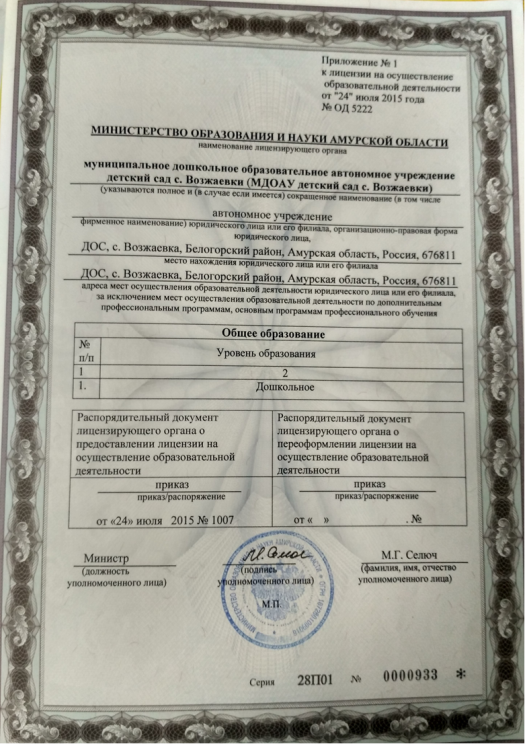 Приложение № 1
к лицензии на осуществление
образовательной деятельности
от "24" июля 2015 года
№ ОД 5222
МИНИСТЕРСТВО ОБРАЗОВАНИЯ И НАУКИ АМУРСКОЙ ОБЛАСТИ
наименование лицензирующего органа
муниципальное дошкольное образовательное автономное учреждение
детский сад с. Возжаевки (МДОАУ детский сад с. Возжаевки)
(указываются полное и (в случае если имеется) сокращенное наименование (в том числе
автономное учреждение
фирменное наименование) юридического лица или его филиала, организационно-правовая форма
юридического лица,
ДОС, с. Возжаевка, Белогорский район, Амурская область, Россия, 676811
место нахождения юридического лица или его филиала
ДОС, с. Возжаевка, Белогорский район, Амурская область, Россия, 676811
адреса мест осуществления образовательной деятельности юридического лица или его филиала,
за исключением мест осуществления образовательной деятельности по дополнительным
профессиональным программам, основным программам профессионального обучения
Общее образование
№ п/п Уровень образования
1 2
1. Дошкольное
Распорядительный документ
лицензирующего органа о
предоставлении лицензии на
осуществление образовательной
деятельности
приказ
приказ/распоряжение
от «24» июля 2015 № 1007
Распорядительный документ
лицензирующего органа о
переоформлении лицензии на
осуществление образовательной
деятельности
приказ
приказ/распоряжение
от « » . №
Министр
(должность
уполномоченного лица)
(подпись
уполномоченного лица)
М.П.
М.Г. Селюч
(фамилия, имя, отчество
уполномоченного лица)
Серия 28П01 № 0000933 *